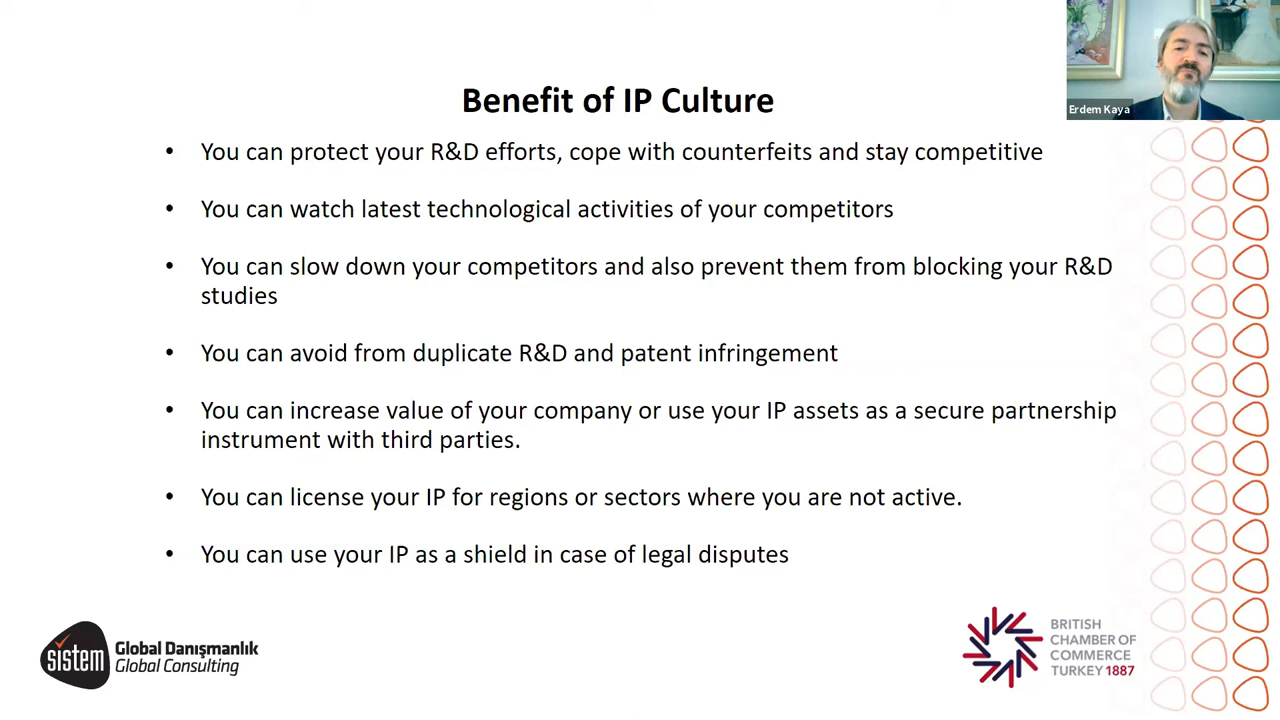 Benefit of IP Culture
Erdem Kaya
• You can protect your R&D efforts, cope with counterfeits and stay competitive
• You can watch latest technological activities of your competitors
• You can slow down your competitors and also prevent them from blocking your R&D
studies
• You can avoid from duplicate R&D and patent infringement
• You can increase value of your company or use your IP assets as a secure partnership
instrument with third parties.
• You can license your IP for regions or sectors where you are not active.
• You can use your IP as a shield in case of legal disputes
sistem
Global Danışmanlık
Global Consulting
BRITISH
CHAMBER OF
COMMERCE
TURKEY 1887